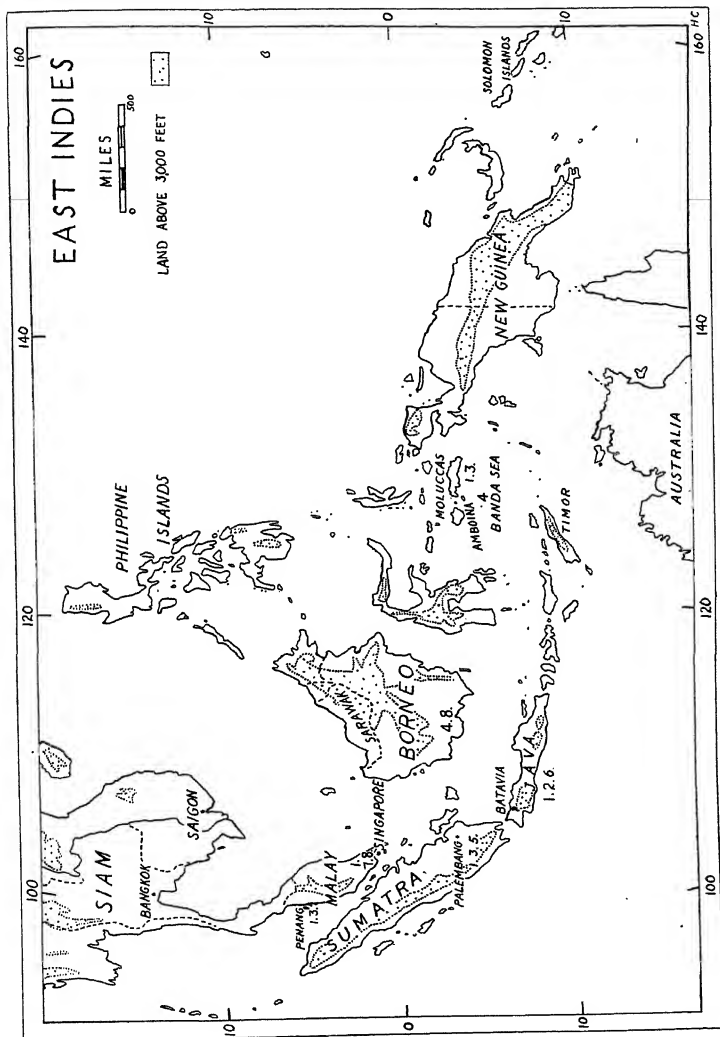 EAST INDIES
MILES
0 500
LAND ABOVE 3,000 FEET
100 120 140 160
10 10
0 0
10 10
SIAM
BANGKOK
SAIGON
PHILIPPINE
ISLANDS
PENANG
1.3.
MALAY
1.8.
SINGAPORE
SUMATRA
PALEMBANG
1.3.5.
SARAWAK
BORNEO
4.8.
BATAVIA
JAVA
1.2.6.
MOLUCCAS
AMBOINA 1.3.
4
BANDA SEA
TIMOR
NEW GUINEA
SOLOMON
ISLANDS
AUSTRALIA
100 120 140 160
H C